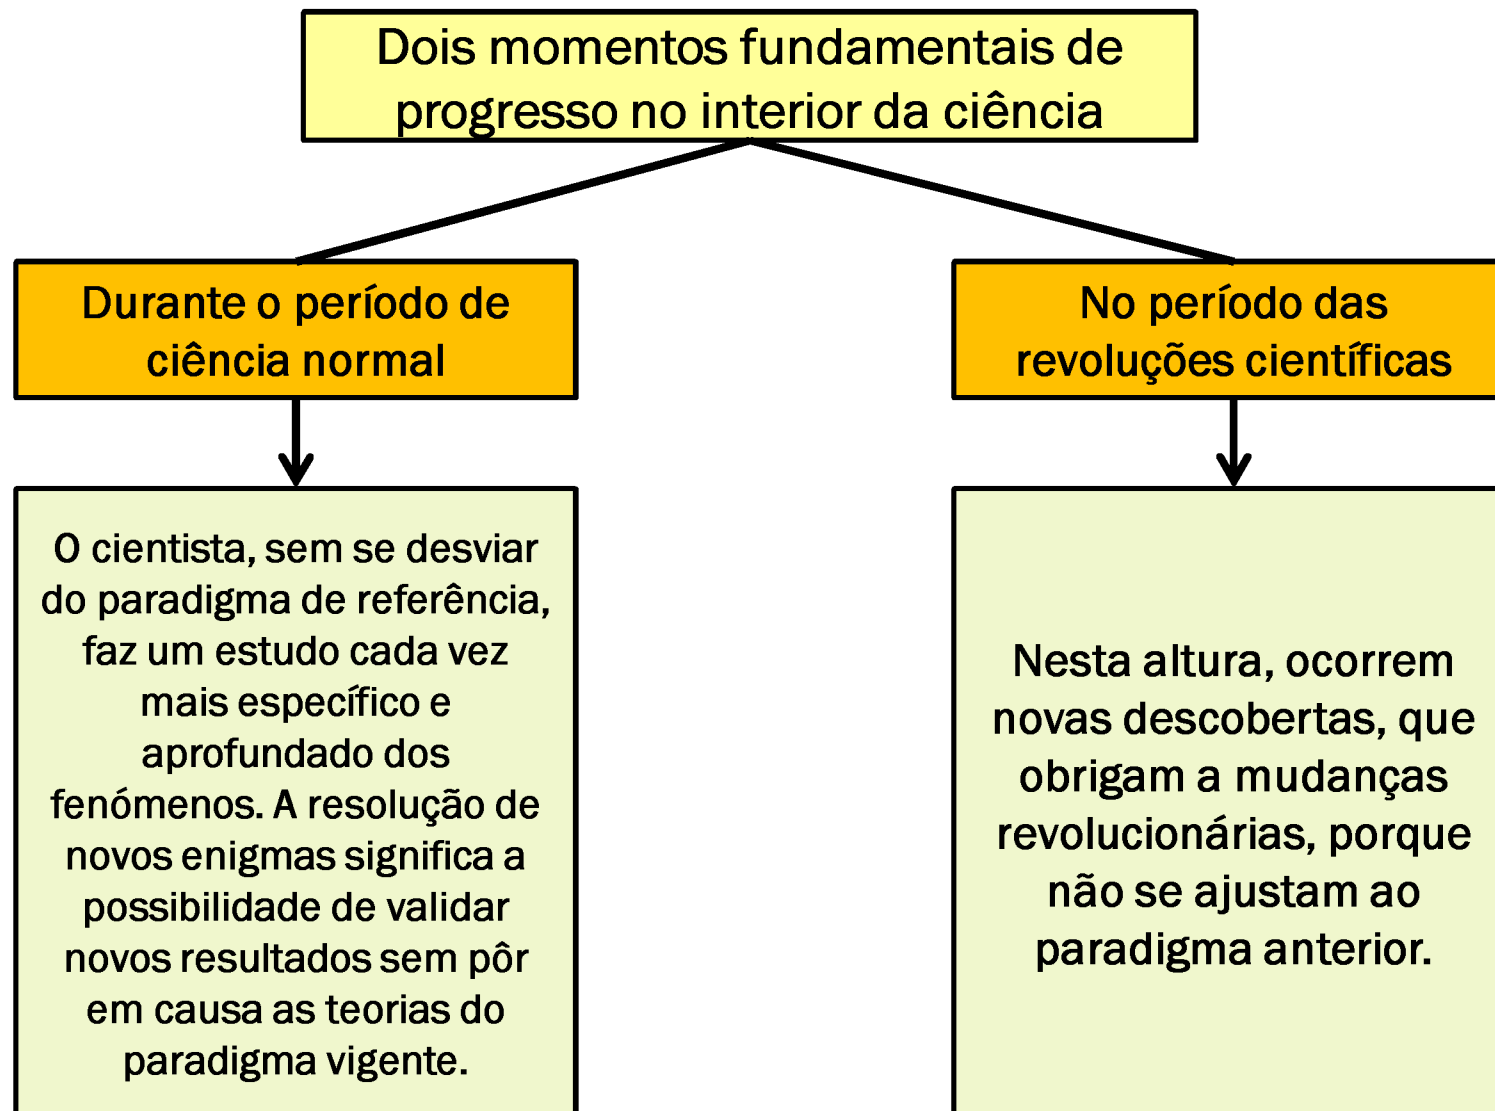 Dois momentos fundamentais de
progresso no interior da ciência
Durante o período de
ciência normal
No período das
revoluções científicas
O cientista, sem se desviar
do paradigma de referência,
faz um estudo cada vez
mais específico e
aprofundado dos
fenómenos. A resolução de
novos enigmas significa a
possibilidade de validar
novos resultados sem pôr
em causa as teorias do
paradigma vigente.
Nesta altura, ocorrem
novas descobertas, que
obrigam a mudanças
revolucionárias, porque
não se ajustam ao
paradigma anterior.